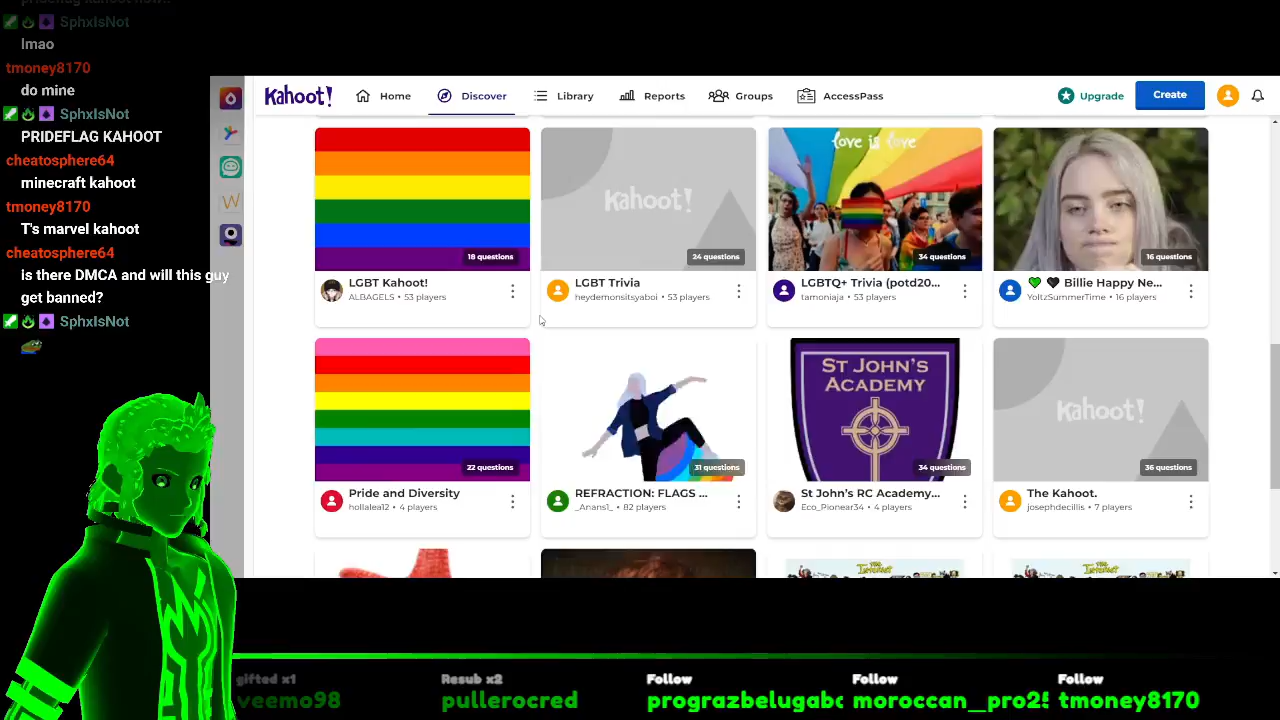 SphxIsNot
lmao
tmoney8170
do mine
SphxIsNot
PRIDEFLAG KAHOOT
cheatosphere64
minecraft kahoot
tmoney8170
T's marvel kahoot
cheatosphere64
is there DMCA and will this guy
get banned?
SphxIsNot
Kahoot!
Home
Discover
Library
Reports
Groups
AccessPass
Upgrade
Create
18 questions
LGBT Kahoot!
ALBAGELS • 53 players
Kahoot!
24 questions
LGBT Trivia
heydemonsitsyaboi • 53 players
love is love
34 questions
LGBTQ+ Trivia (potd20...
tamoniaja • 53 players
16 questions
💚 🖤 Billie Happy Ne...
YoltzSummerTime • 16 players
22 questions
Pride and Diversity
hollalea12 • 4 players
31 questions
REFRACTION: FLAGS ...
_Anans1_ • 82 players
ST JOHN'S
ACADEMY
34 questions
St John's RC Academy...
Eco_Pionear34 • 4 players
Kahoot!
36 questions
The Kahoot.
josephdecillis • 7 players
gifted x1
veemo98
Resub x2
pullerocred
Follow
prograzbelugabc
Follow
moroccan_pro25
Follow
tmoney8170